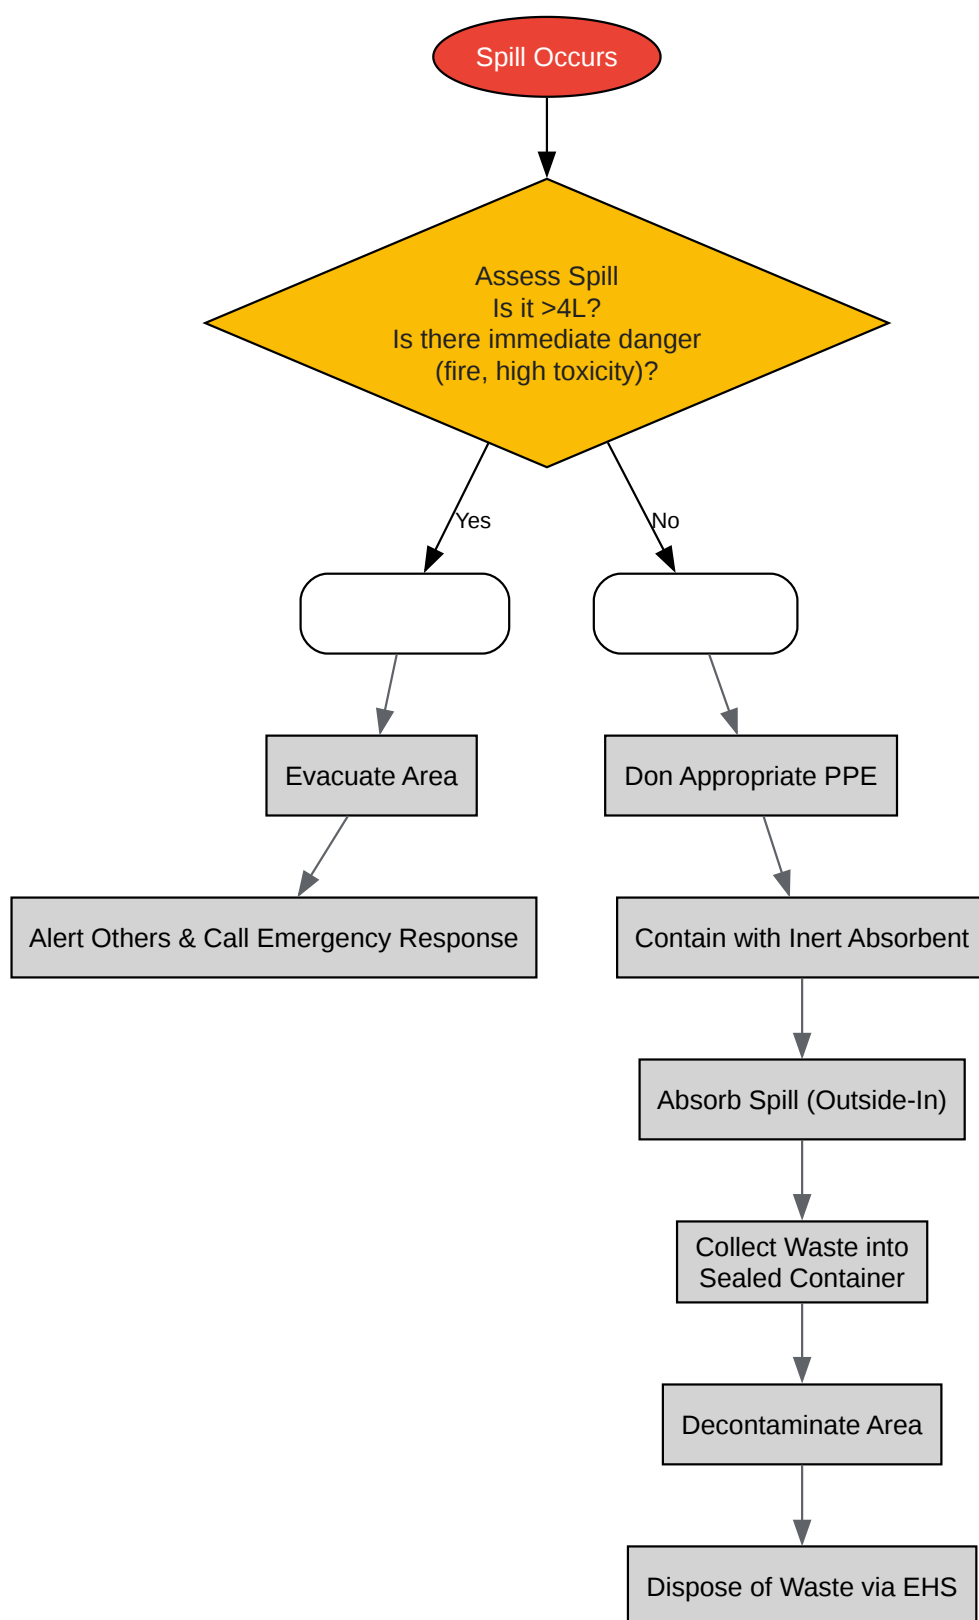 Spill Occurs
Assess Spill
Is it >4L?
Is there immediate danger
(fire, high toxicity)?
Yes
No
Evacuate Area
Don Appropriate PPE
Alert Others & Call Emergency Response
Contain with Inert Absorbent
Absorb Spill (Outside-In)
Collect Waste into
Sealed Container
Decontaminate Area
Dispose of Waste via EHS